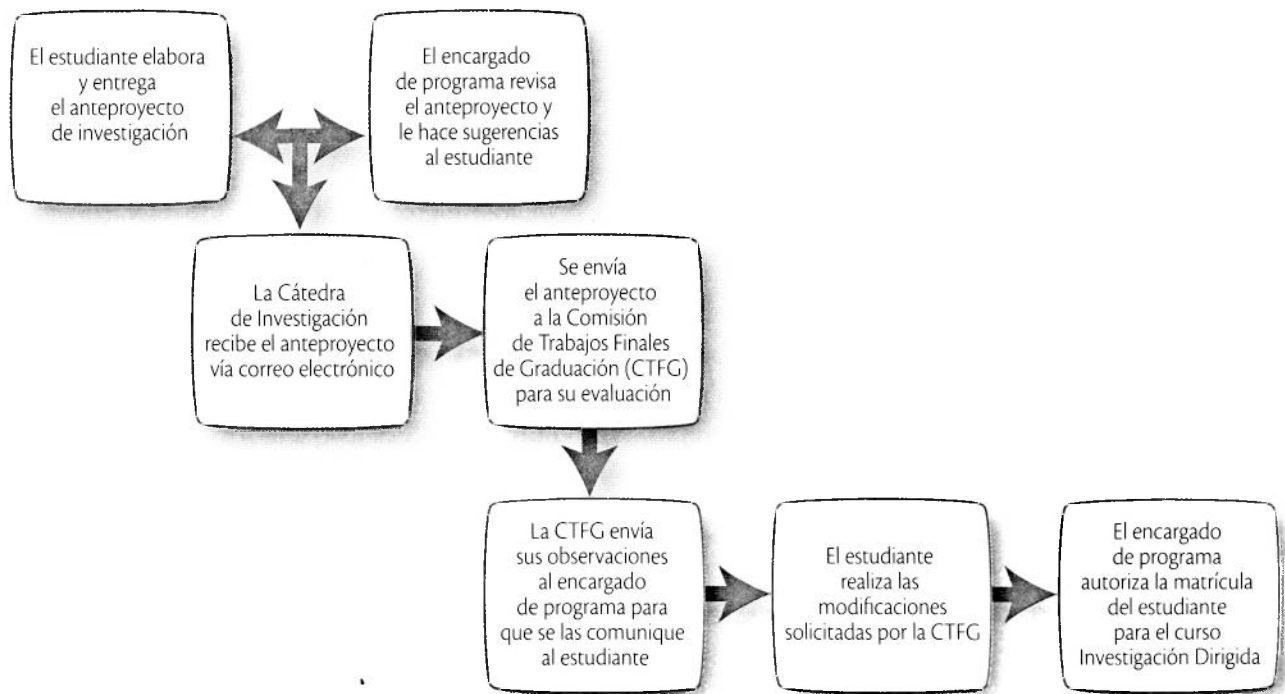 El estudiante elabora
y entrega
el anteproyecto
de investigación
El encargado
de programa revisa
el anteproyecto y
le hace sugerencias
al estudiante
La Cátedra
de Investigación
recibe el anteproyecto
vía correo electrónico
Se envía
el anteproyecto
a la Comisión
de Trabajos Finales
de Graduación (CTFG)
para su evaluación
La CTFG envía
sus observaciones
al encargado
de programa para
que se las comunique
al estudiante
El estudiante
realiza las
modificaciones
solicitadas por la CTFG
El encargado
de programa
autoriza la matrícula
del estudiante
para el curso
Investigación Dirigida